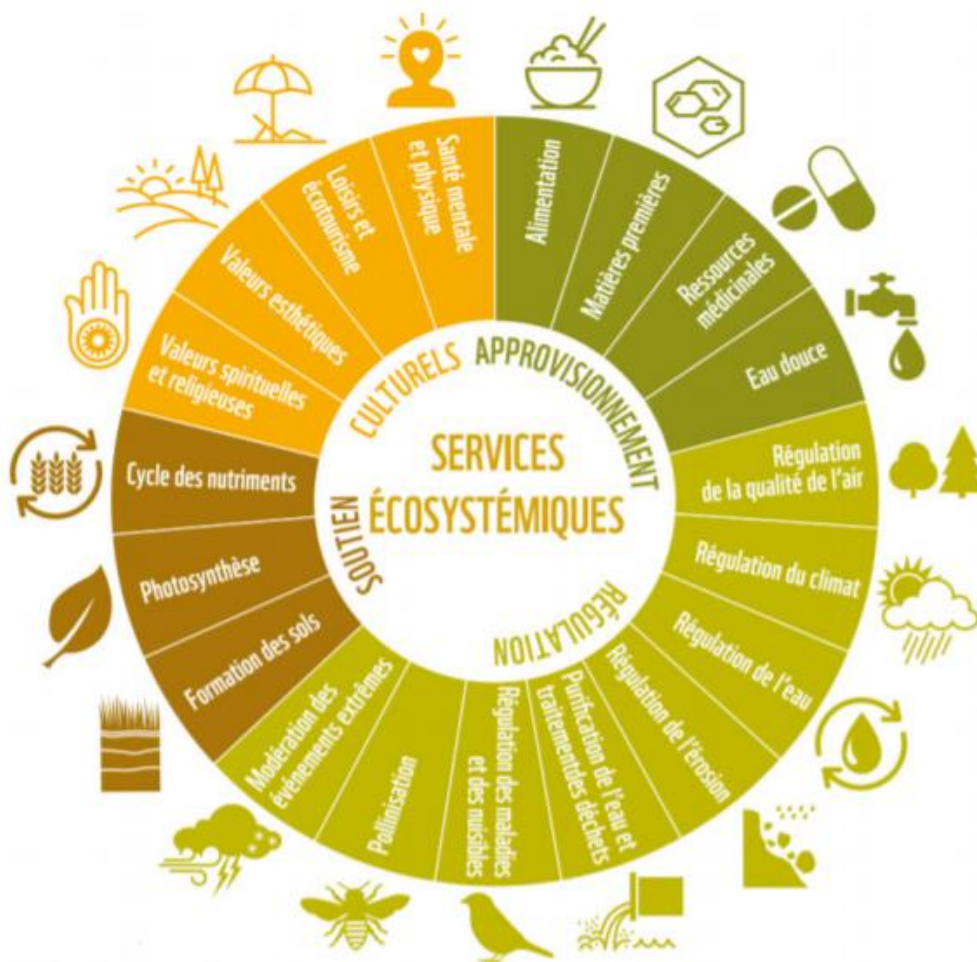 SERVICES
ÉCOSYSTÉMIQUES
APPROVISIONNEMENT
Alimentation
Matières premières
Ressources
médicinales
Eau douce
RÉGULATION
Régulation
de la qualité de l'air
Régulation du climat
Régulation de l'eau
Régulation de l'érosion
Purification de l'eau et
traitementdes déchets
Régulation des maladies
et des nuisibles
Pollinisation
Modération des
événements extrêmes
SOUTIEN
Formation des sols
Photosynthèse
Cycle des nutriments
CULTURELS
Valeurs spirituelles
et religieuses
Valeurs esthétiques
Loisirs et
écotourisme
Santé mentale
et physique